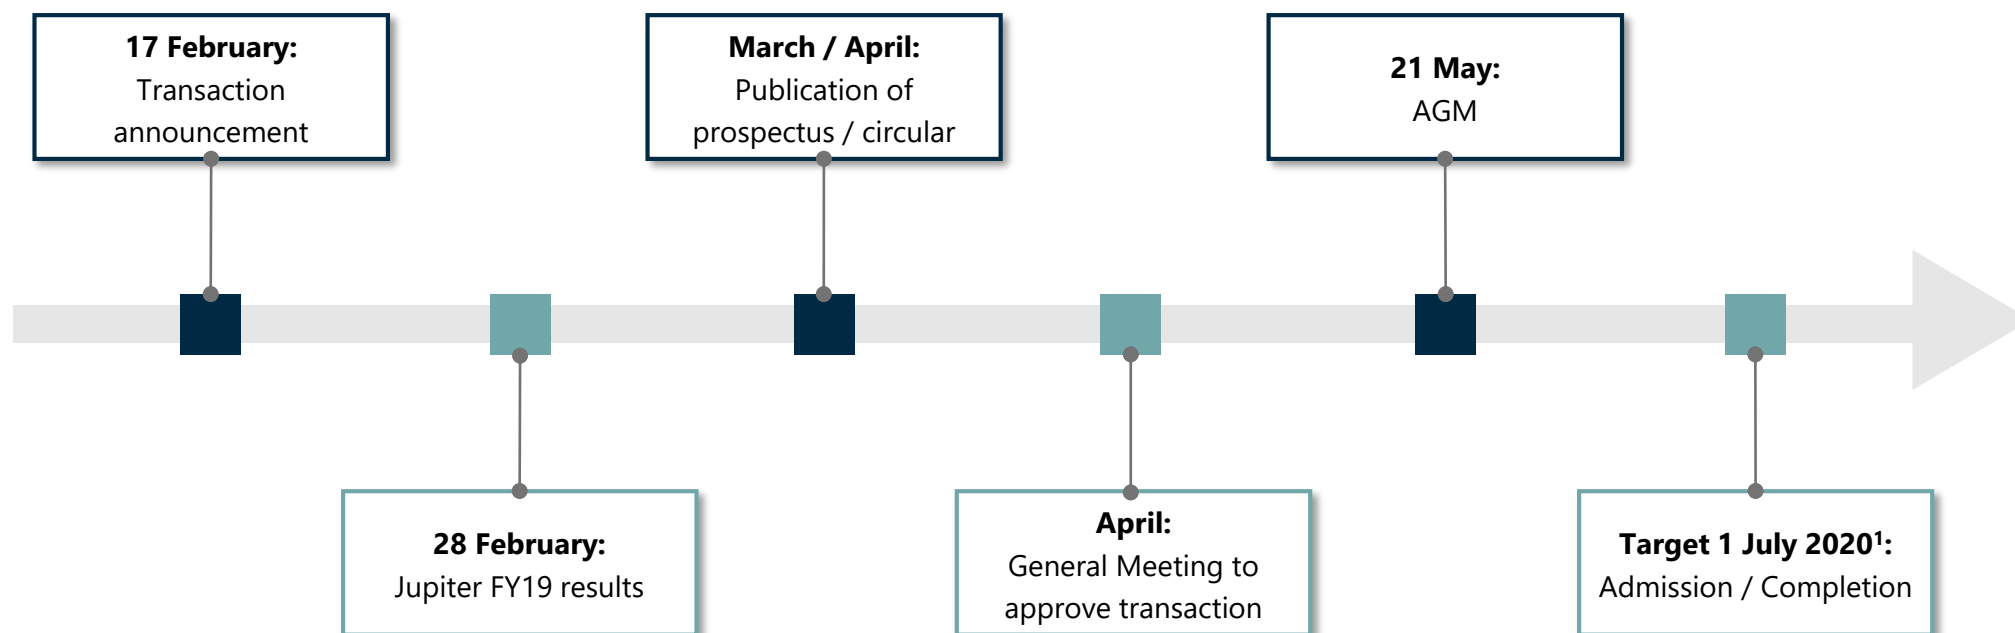 17 February:
Transaction
announcement
March / April:
Publication of
prospectus / circular
21 May:
AGM
28 February:
Jupiter FY19 results
April:
General Meeting to
approve transaction
Target 1 July 2020¹:
Admission / Completion